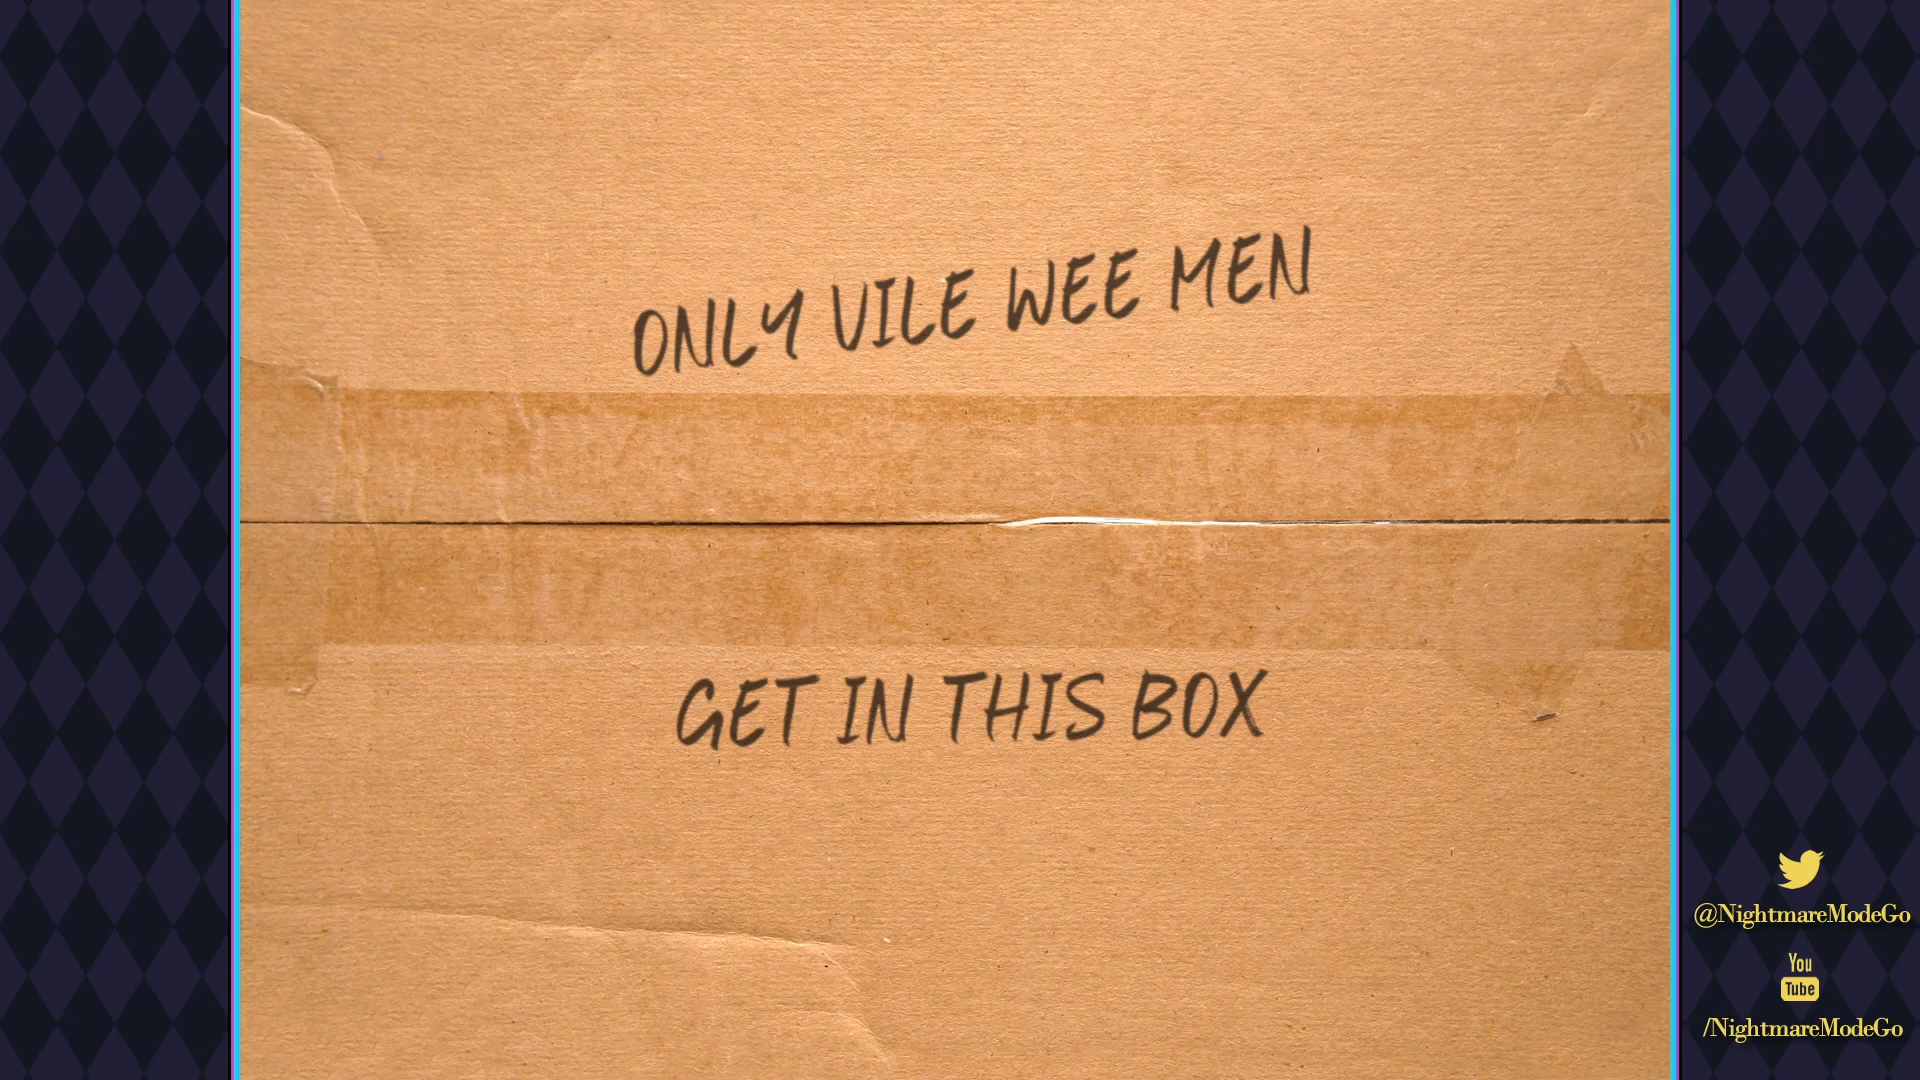 ONLY VILE WEE MEN
GET IN THIS BOX
@NightmareModeGo
You
Tube
/NightmareModeGo